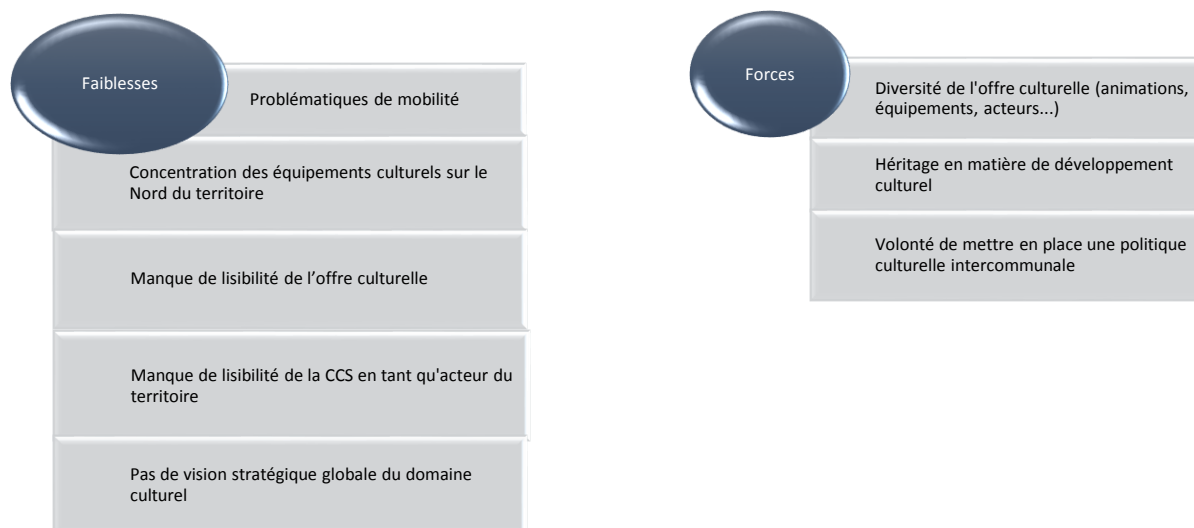 Faiblesses
Problématiques de mobilité
Concentration des équipements culturels sur le
Nord du territoire
Manque de lisibilité de l’offre culturelle
Manque de lisibilité de la CCS en tant qu'acteur du
territoire
Pas de vision stratégique globale du domaine
culturel
Forces
Diversité de l'offre culturelle (animations,
équipements, acteurs...)
Héritage en matière de développement
culturel
Volonté de mettre en place une politique
culturelle intercommunale